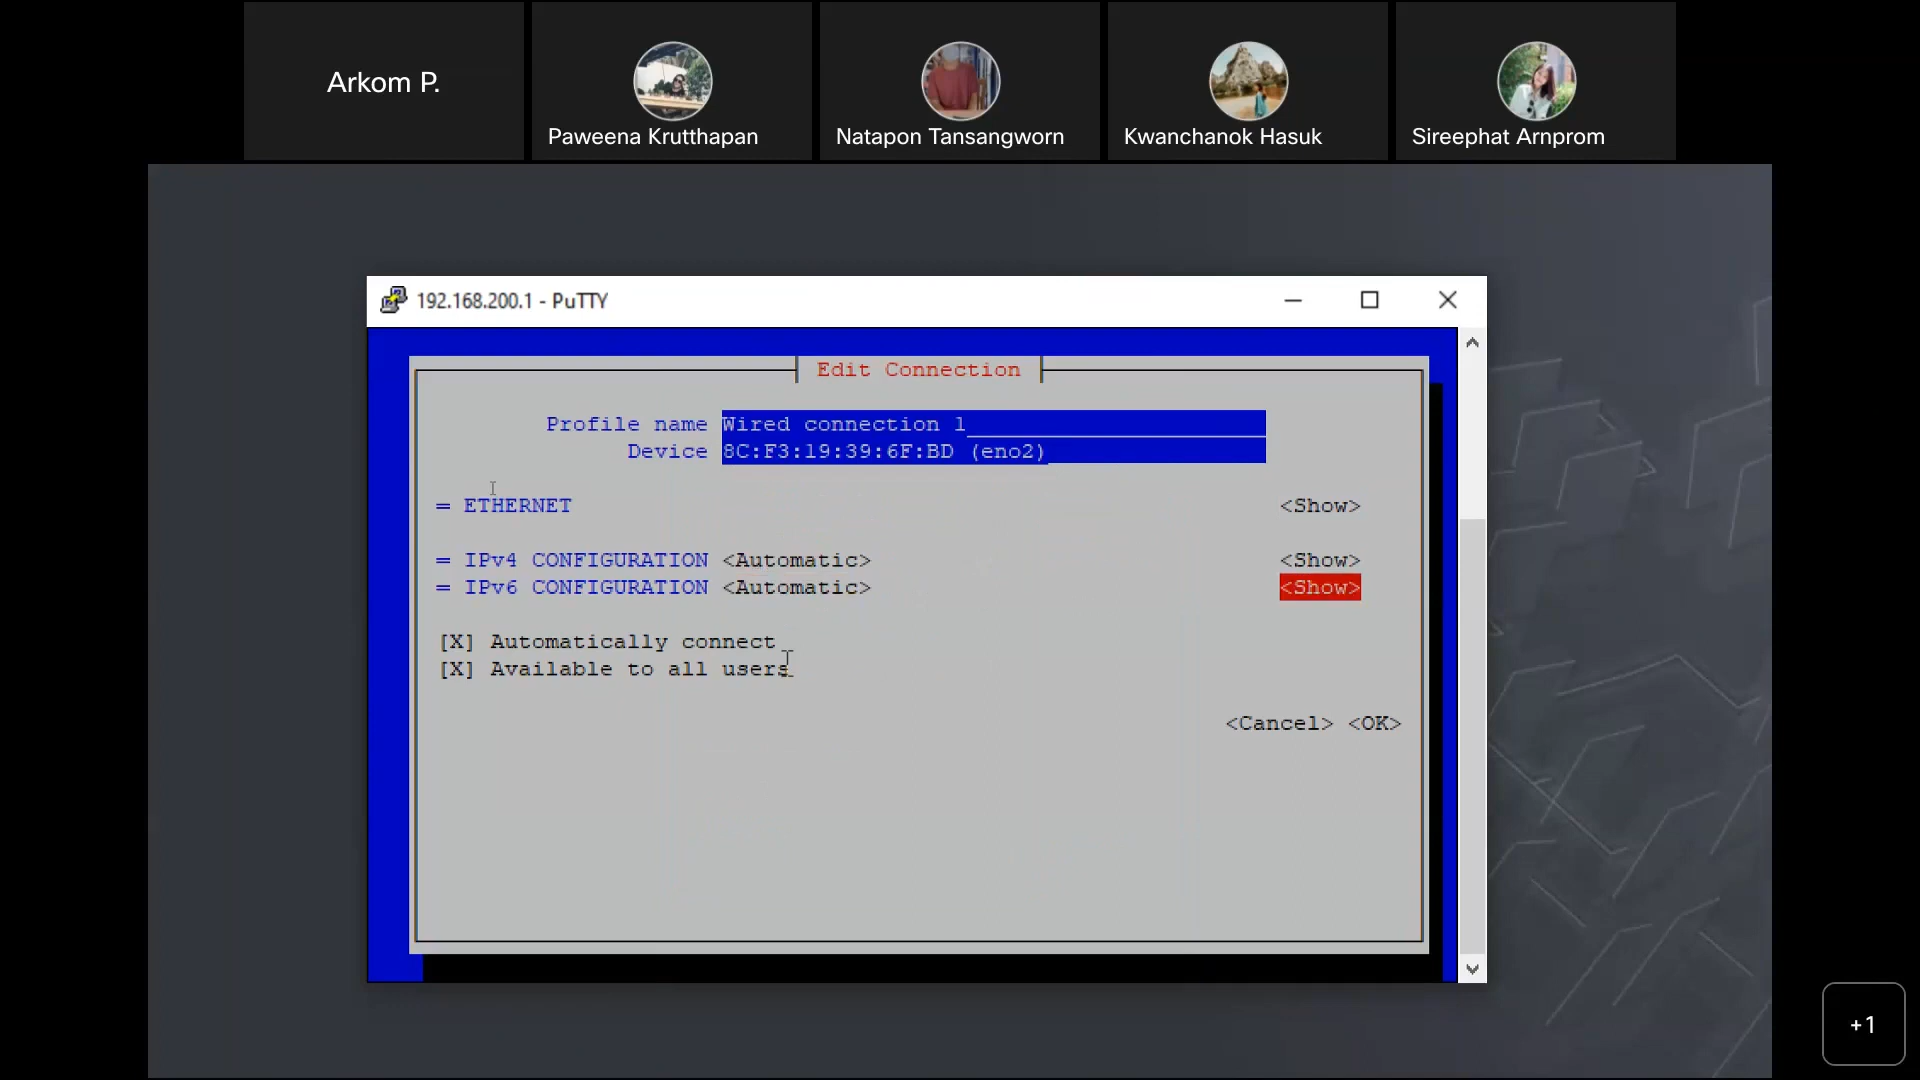 Arkom P.
Paweena Krutthapan
Natapon Tansangworn
Kwanchanok Hasuk
Sireephat Arnprom
192.168.200.1 - PuTTY
Edit Connection
Profile name Wired connection 1
Device 8C:F3:19:39:6F:BD (eno2)
= ETHERNET <Show>
= IPv4 CONFIGURATION <Automatic> <Show>
= IPv6 CONFIGURATION <Automatic> <Show>
[X] Automatically connect
[X] Available to all users
<Cancel> <OK>
+1